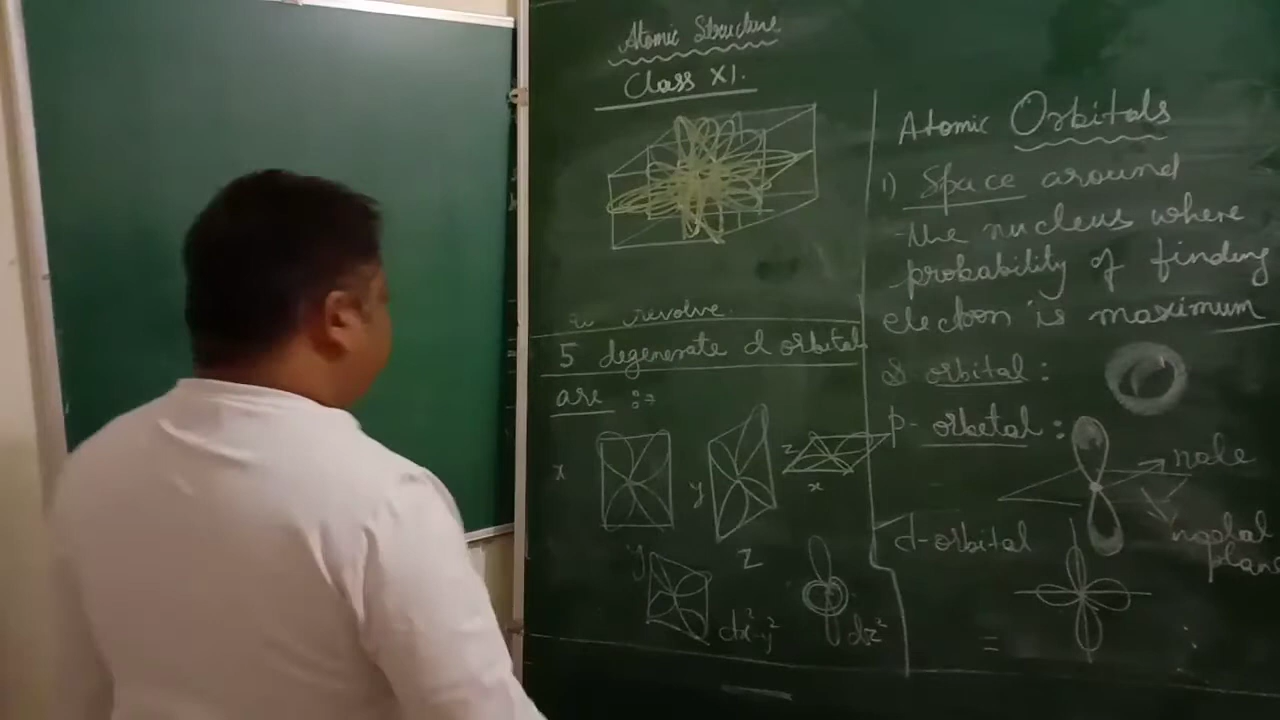 Atomic Structure
Class XI.
revolve.
5 degenerate d orbital
are :→
x
y
z
x
y
z
dx²-y²
dz²
Atomic Orbitals
1) Space around
the nucleus where
probability of finding
electron is maximum
S orbital :
p- orbital :
node
nodal
plane
d-orbital
=